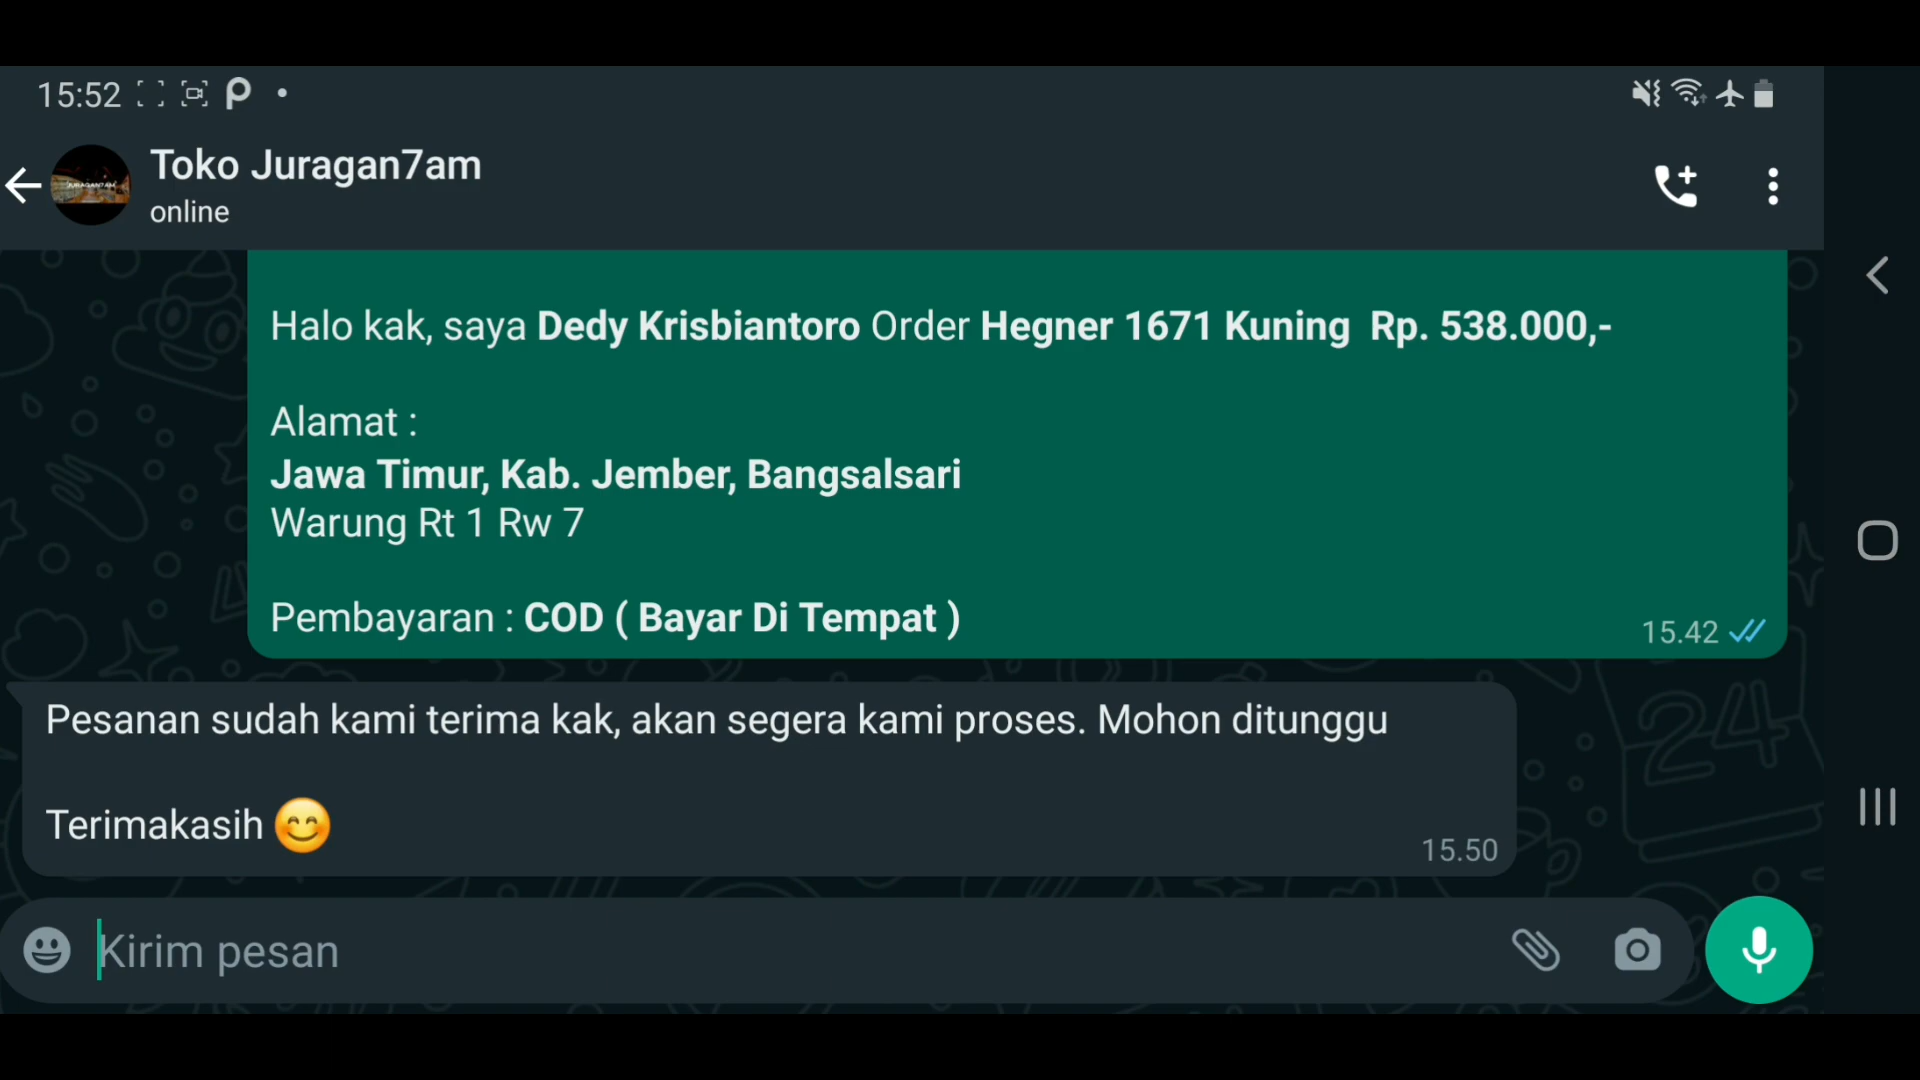 15:52
Toko Juragan7am
online
Halo kak, saya Dedy Krisbiantoro Order Hegner 1671 Kuning  Rp. 538.000,-
Alamat :
Jawa Timur, Kab. Jember, Bangsalsari
Warung Rt 1 Rw 7
Pembayaran : COD ( Bayar Di Tempat )
15.42
Pesanan sudah kami terima kak, akan segera kami proses. Mohon ditunggu
Terimakasih 😊
15.50
Kirim pesan